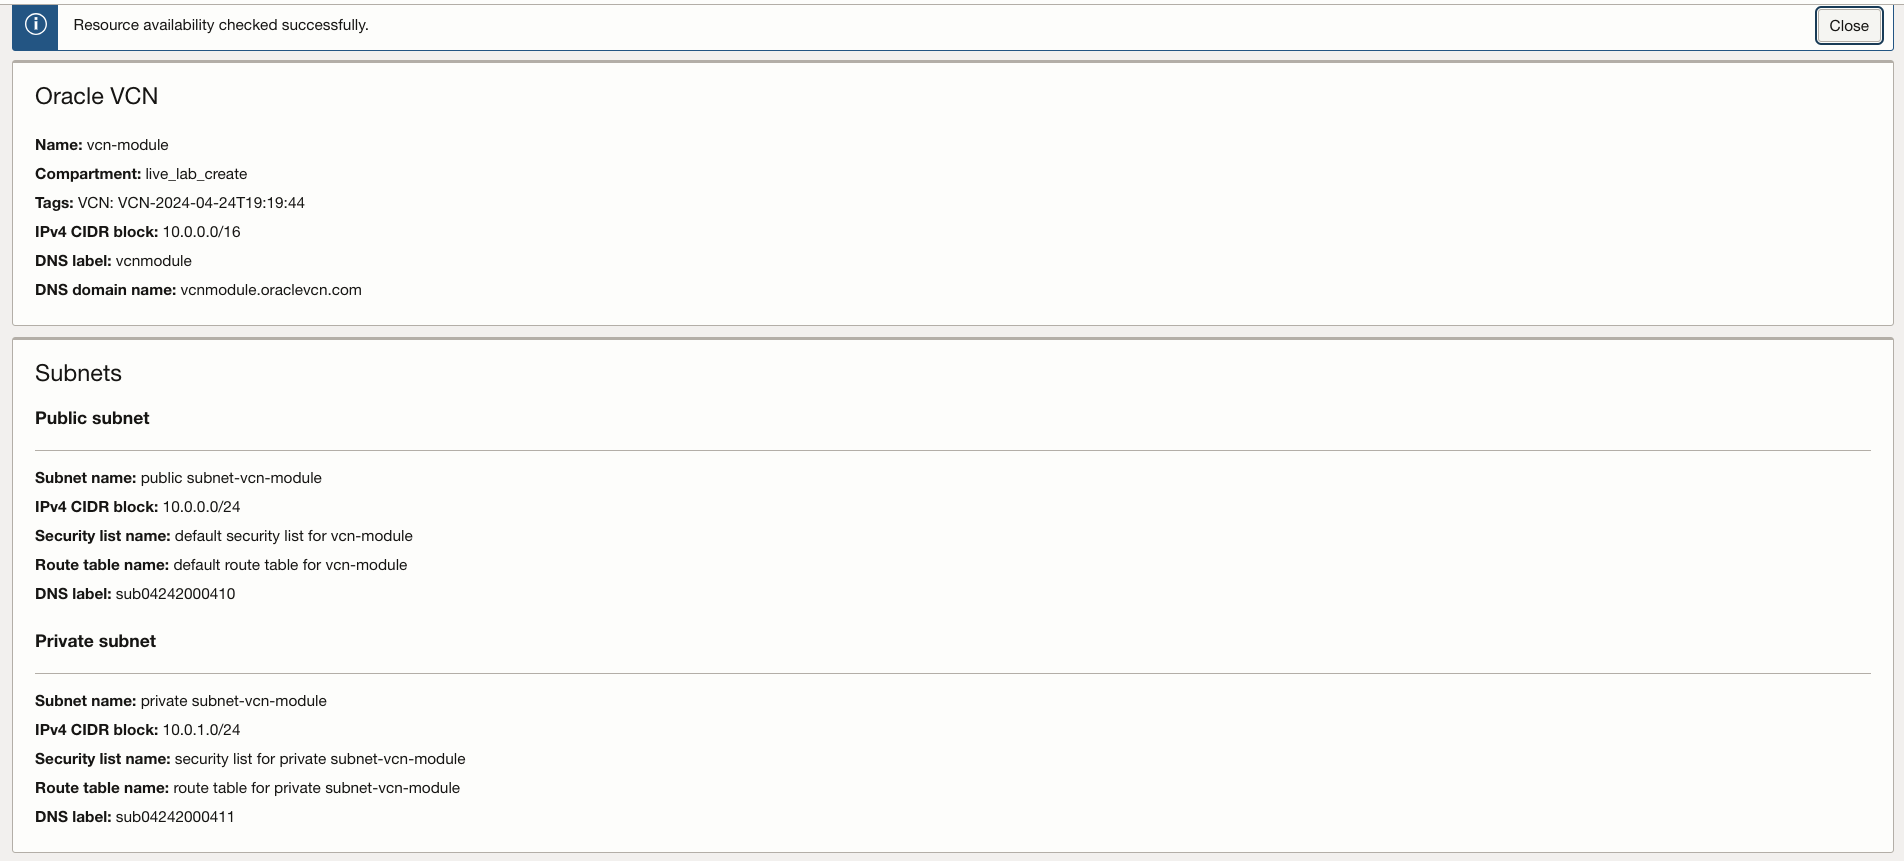 Resource availability checked successfully.
Close
Oracle VCN
Name: vcn-module
Compartment: live_lab_create
Tags: VCN: VCN-2024-04-24T19:19:44
IPv4 CIDR block: 10.0.0.0/16
DNS label: vcnmodule
DNS domain name: vcnmodule.oraclevcn.com
Subnets
Public subnet
Subnet name: public subnet-vcn-module
IPv4 CIDR block: 10.0.0.0/24
Security list name: default security list for vcn-module
Route table name: default route table for vcn-module
DNS label: sub04242000410
Private subnet
Subnet name: private subnet-vcn-module
IPv4 CIDR block: 10.0.1.0/24
Security list name: security list for private subnet-vcn-module
Route table name: route table for private subnet-vcn-module
DNS label: sub04242000411